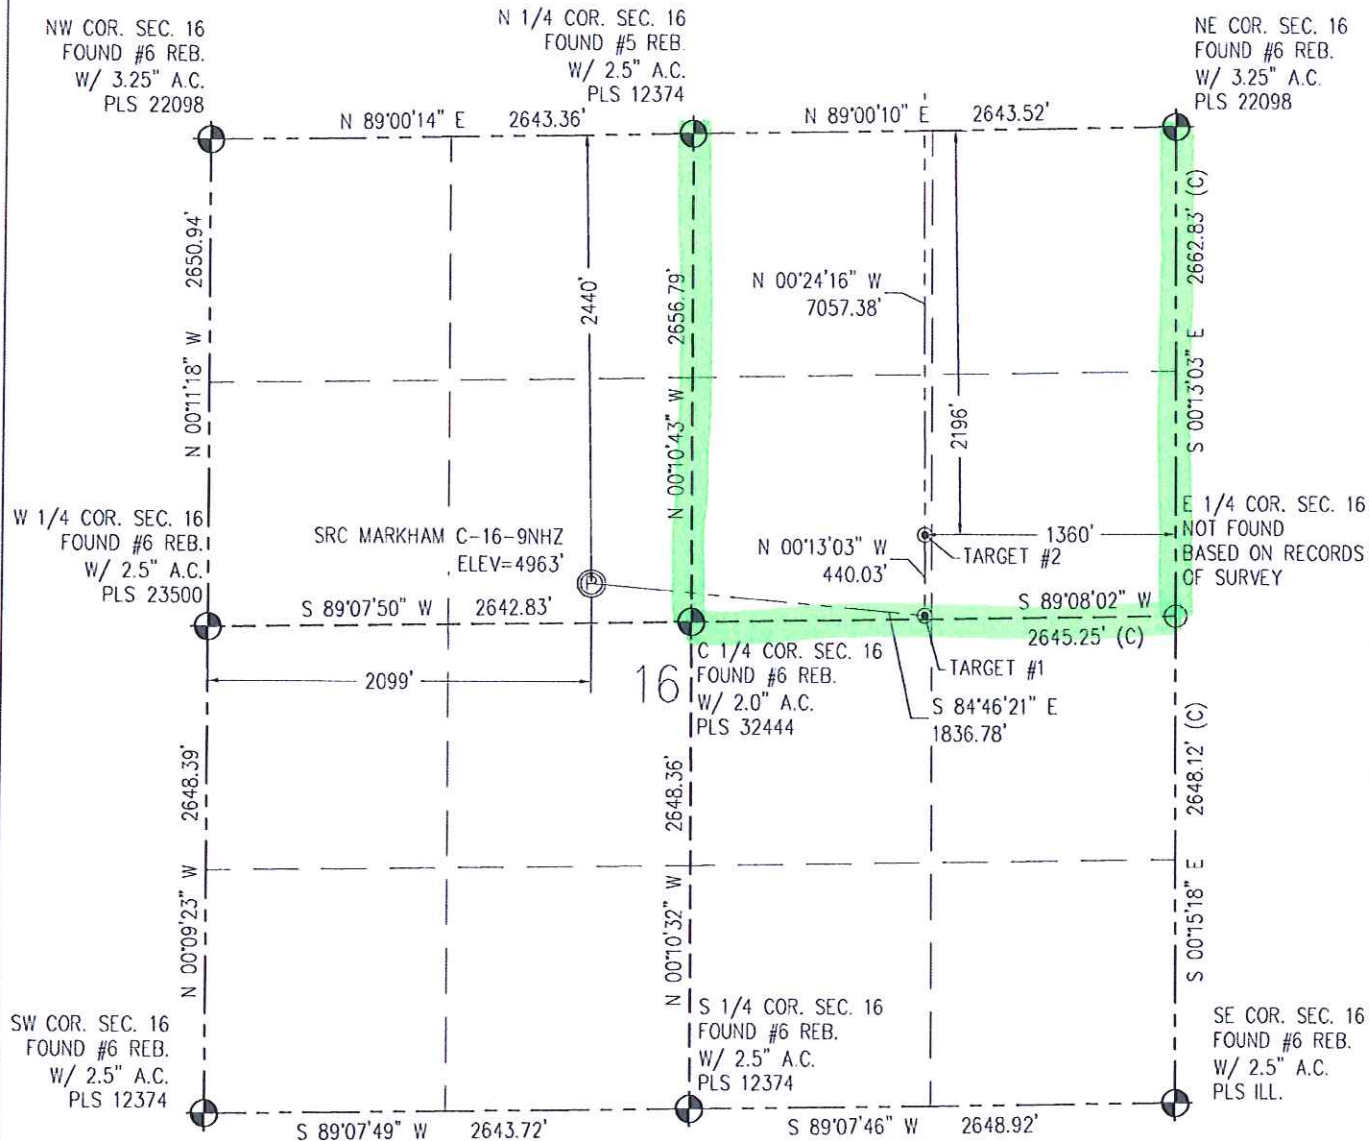 NW COR. SEC. 16
FOUND #6 REB.
W/ 3.25" A.C.
PLS 22098
N 1/4 COR. SEC. 16
FOUND #5 REB.
W/ 2.5" A.C.
PLS 12374
NE COR. SEC. 16
FOUND #6 REB.
W/ 3.25" A.C.
PLS 22098
N 89°00'14" E 2643.36'
N 89°00'10" E 2643.52'
N 00°11'18" W 2650.94'
2440'
N 00°10'43" W 2656.79'
N 00°24'16" W
7057.38'
2196'
S 00°13'03" E 2662.83' (C)
W 1/4 COR. SEC. 16
FOUND #6 REB.
W/ 2.5" A.C.
PLS 23500
SRC MARKHAM C-16-9NHZ
ELEV=4963'
P
N 00°13'03" W
440.03'
1360'
TARGET #2
E 1/4 COR. SEC. 16
NOT FOUND
BASED ON RECORDS
OF SURVEY
S 89°07'50" W 2642.83'
S 89°08'02" W
2645.25' (C)
2099'
16
C 1/4 COR. SEC. 16
FOUND #6 REB.
W/ 2.0" A.C.
PLS 32444
TARGET #1
S 84°46'21" E
1836.78'
N 00°09'23" W 2648.39'
N 00°10'32" W 2648.36'
S 00°15'18" E 2648.12' (C)
SW COR. SEC. 16
FOUND #6 REB.
W/ 2.5" A.C.
PLS 12374
S 1/4 COR. SEC. 16
FOUND #6 REB.
W/ 2.5" A.C.
PLS 12374
SE COR. SEC. 16
FOUND #6 REB.
W/ 2.5" A.C.
PLS ILL.
S 89°07'49" W 2643.72'
S 89°07'46" W 2648.92'